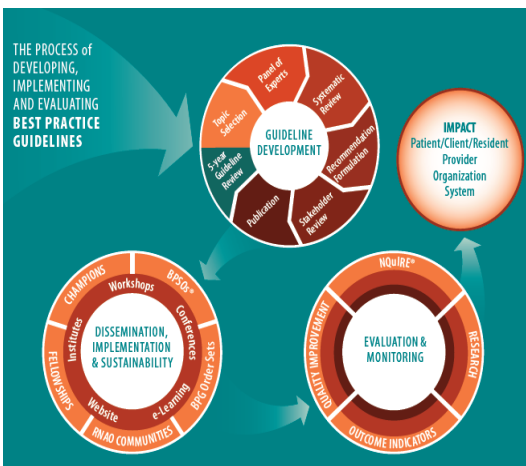 THE PROCESS of
DEVELOPING,
IMPLEMENTING
AND EVALUATING
BEST PRACTICE
GUIDELINES
Topic
Selection
Panel of
Experts
Systematic
Review
Recommendation
Formulation
Stakeholder
Review
Publication
5-year
Guideline
Review
GUIDELINE
DEVELOPMENT
IMPACT
Patient/Client/Resident
Provider
Organization
System
CHAMPIONS
BPSOs®
BPG Order Sets
RNAO COMMUNITIES
FELLOWSHIPS
Workshops
Conferences
e-Learning
Website
Institutes
DISSEMINATION,
IMPLEMENTATION
& SUSTAINABILITY
NQuIRE®
RESEARCH
OUTCOME INDICATORS
QUALITY IMPROVEMENT
EVALUATION &
MONITORING